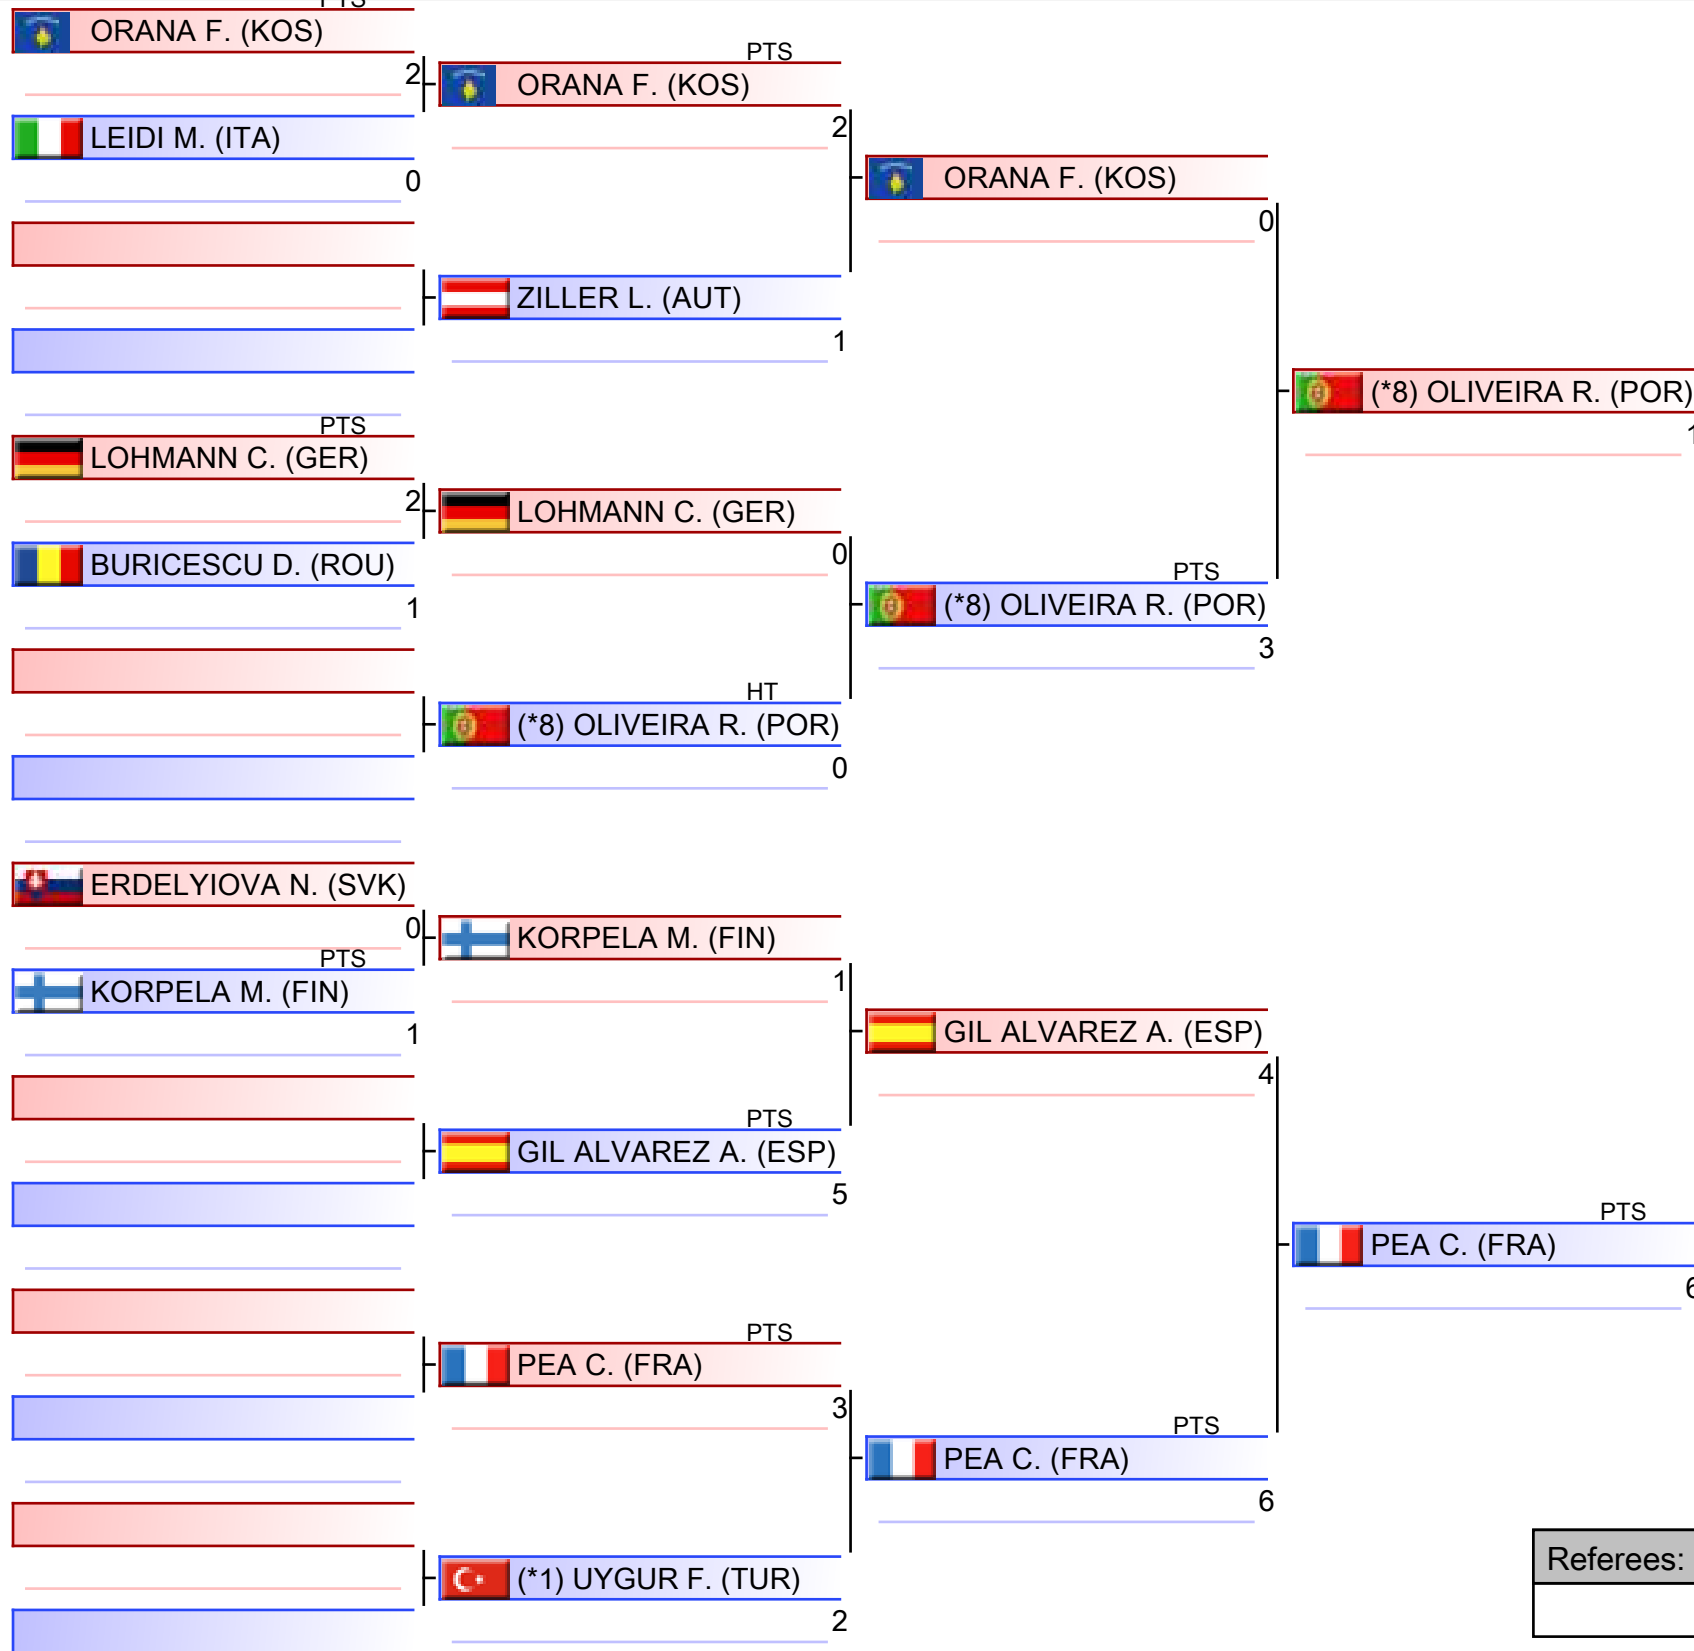 PTS
ORANA F. (KOS)
2
LEIDI M. (ITA)
0
PTS
LOHMANN C. (GER)
2
BURICESCU D. (ROU)
1
ERDELYIOVA N. (SVK)
0
PTS
KORPELA M. (FIN)
1
PTS
ORANA F. (KOS)
2
ZILLER L. (AUT)
1
LOHMANN C. (GER)
0
HT
(*8) OLIVEIRA R. (POR)
0
KORPELA M. (FIN)
1
PTS
GIL ALVAREZ A. (ESP)
5
PTS
PEA C. (FRA)
3
(*1) UYGUR F. (TUR)
2
ORANA F. (KOS)
0
PTS
(*8) OLIVEIRA R. (POR)
3
GIL ALVAREZ A. (ESP)
4
PTS
PEA C. (FRA)
6
(*8) OLIVEIRA R. (POR)
1
PTS
PEA C. (FRA)
6
Referees: